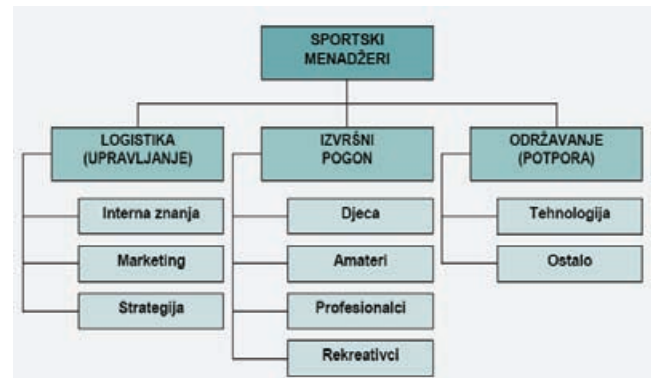 SPORTSKI
MENADŽERI
LOGISTIKA
(UPRAVLJANJE)
Interna znanja
Marketing
Strategija
IZVRŠNI
POGON
Djeca
Amateri
Profesionalci
Rekreativci
ODRŽAVANJE
(POTPORA)
Tehnologija
Ostalo